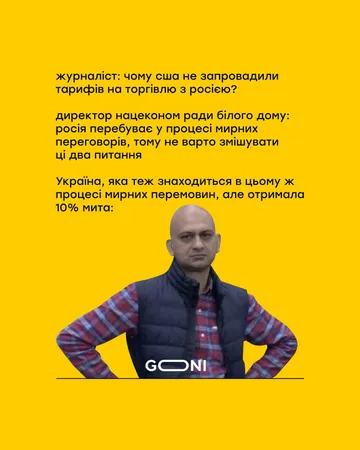 журналіст: чому сша не запровадили
тарифів на торгівлю з росією?
директор нацеконом ради білого дому:
росія перебуває у процесі мирних
переговорів, тому не варто змішувати
ці два питання
Україна, яка теж знаходиться в цьому ж
процесі мирних перемовин, але отримала
10% мита:
GOONI